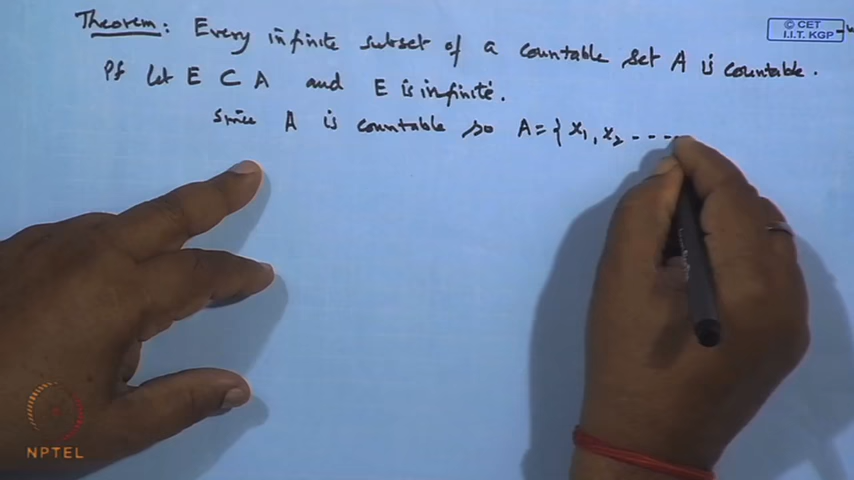 Theorem: Every infinite subset of a countable set A is countable.
Pf Let E ⊂ A and E is infinite.
Since A is countable so A = { x₁, x₂ -----
© CET
I.I.T. KGP
NPTEL